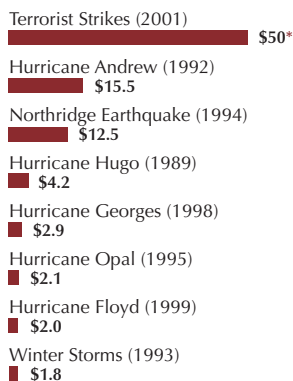 Terrorist Strikes (2001)
$50*
Hurricane Andrew (1992)
$15.5
Northridge Earthquake (1994)
$12.5
Hurricane Hugo (1989)
$4.2
Hurricane Georges (1998)
$2.9
Hurricane Opal (1995)
$2.1
Hurricane Floyd (1999)
$2.0
Winter Storms (1993)
$1.8